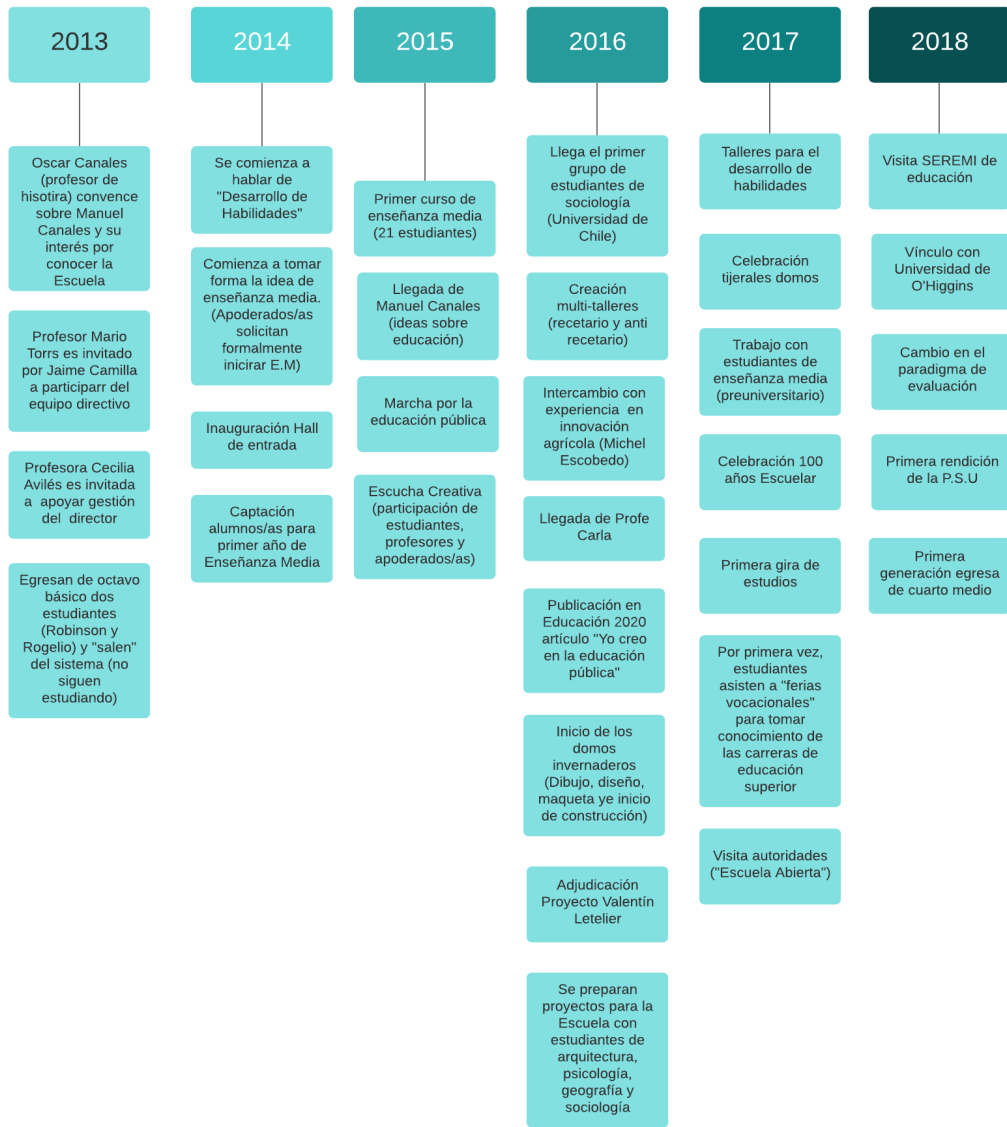 2013
Oscar Canales
(profesor de
hisotira) convence
sobre Manuel
Canales y su
interés por
conocer la
Escuela
Profesor Mario
Torrs es invitado
por Jaime Camilla
a participarr del
equipo directivo
Profesora Cecilia
Avilés es invitada
a apoyar gestión
del director
Egresan de octavo
básico dos
estudiantes
(Robinson y
Rogelio) y "salen"
del sistema (no
siguen
estudiando)
2014
Se comienza a
hablar de
"Desarrollo de
Habilidades"
Comienza a tomar
forma la idea de
enseñanza media.
(Apoderados/as
solicitan
formalmente
inicirar E.M)
Inauguración Hall
de entrada
Captación
alumnos/as para
primer año de
Enseñanza Media
2015
Primer curso de
enseñanza media
(21 estudiantes)
Llegada de
Manuel Canales
(ideas sobre
educación)
Marcha por la
educación pública
Escucha Creativa
(participación de
estudiantes,
profesores y
apoderados/as)
2016
Llega el primer
grupo de
estudiantes de
sociología
(Universidad de
Chile)
Creación
multi-talleres
(recetario y anti
recetario)
Intercambio con
experiencia en
innovación
agrícola (Michel
Escobedo)
Llegada de Profe
Carla
Publicación en
Educación 2020
artículo "Yo creo
en la educación
pública"
Inicio de los
domos
invernaderos
(Dibujo, diseño,
maqueta ye inicio
de construcción)
Adjudicación
Proyecto Valentín
Letelier
Se preparan
proyectos para la
Escuela con
estudiantes de
arquitectura,
psicología,
geografía y
sociología
2017
Talleres para el
desarrollo de
habilidades
Celebración
tijerales domos
Trabajo con
estudiantes de
enseñanza media
(preuniversitario)
Celebración 100
años Escuelar
Primera gira de
estudios
Por primera vez,
estudiantes
asisten a "ferias
vocacionales"
para tomar
conocimiento de
las carreras de
educación
superior
Visita autoridades
("Escuela Abierta")
2018
Visita SEREMI de
educación
Vínculo con
Universidad de
O'Higgins
Cambio en el
paradigma de
evaluación
Primera rendición
de la P.S.U
Primera
generación egresa
de cuarto medio